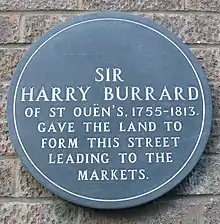 SIR
HARRY BURRARD
OF ST OUËN'S, 1755-1813.
GAVE THE LAND TO
FORM THIS STREET
LEADING TO THE
MARKETS.